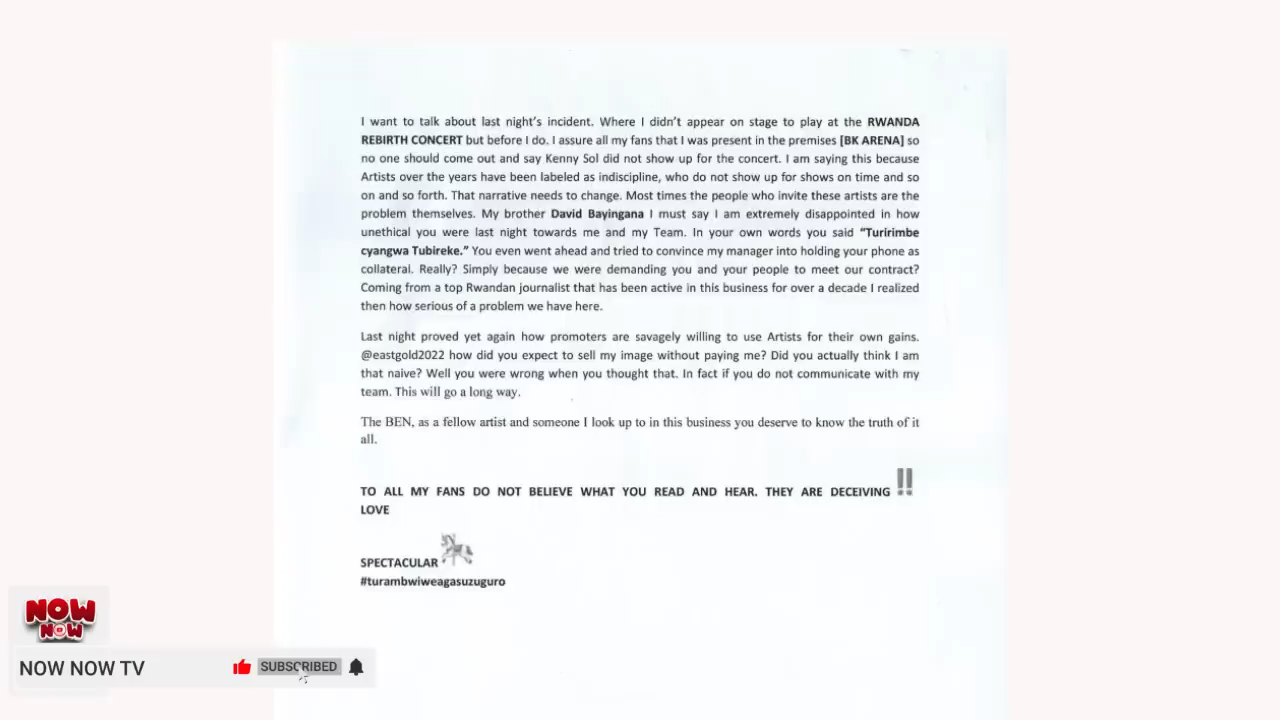 I want to talk about last night's incident. Where I didn't appear on stage to play at the RWANDA
REBIRTH CONCERT but before I do. I assure all my fans that I was present in the premises [BK ARENA] so
no one should come out and say Kenny Sol did not show up for the concert. I am saying this because
Artists over the years have been labeled as indiscipline, who do not show up for shows on time and so
on and so forth. That narrative needs to change. Most times the people who invite these artists are the
problem themselves. My brother David Bayingana I must say I am extremely disappointed in how
unethical you were last night towards me and my Team. In your own words you said “Turirimbe
cyangwa Tubireke.” You even went ahead and tried to convince my manager into holding your phone as
collateral. Really? Simply because we were demanding you and your people to meet our contract?
Coming from a top Rwandan journalist that has been active in this business for over a decade I realized
then how serious of a problem we have here.
Last night proved yet again how promoters are savagely willing to use Artists for their own gains.
@eastgold2022 how did you expect to sell my image without paying me? Did you actually think I am
that naive? Well you were wrong when you thought that. In fact if you do not communicate with my
team. This will go a long way.
The BEN, as a fellow artist and someone I look up to in this business you deserve to know the truth of it
all.
TO ALL MY FANS DO NOT BELIEVE WHAT YOU READ AND HEAR. THEY ARE DECEIVING !!
LOVE
SPECTACULAR
#turambwiweagasuzuguro
NOW
NOW
NOW NOW TV
SUBSCRIBED